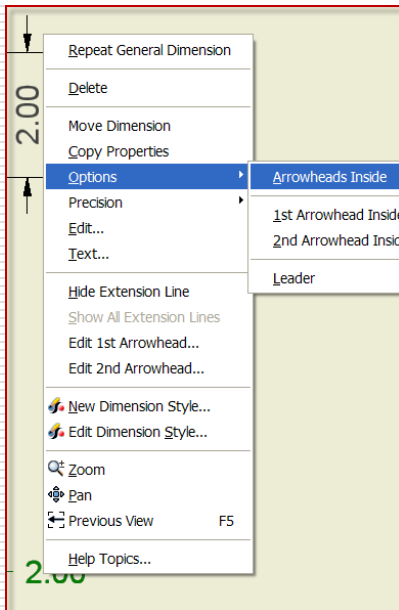 2.00
Repeat General Dimension
Delete
Move Dimension
Copy Properties
Options
Precision
Edit...
Text...
Hide Extension Line
Show All Extension Lines
Edit 1st Arrowhead...
Edit 2nd Arrowhead...
New Dimension Style...
Edit Dimension Style...
Zoom
Pan
Previous View F5
Help Topics...
Arrowheads Inside
1st Arrowhead Inside
2nd Arrowhead Insid
Leader
2.00